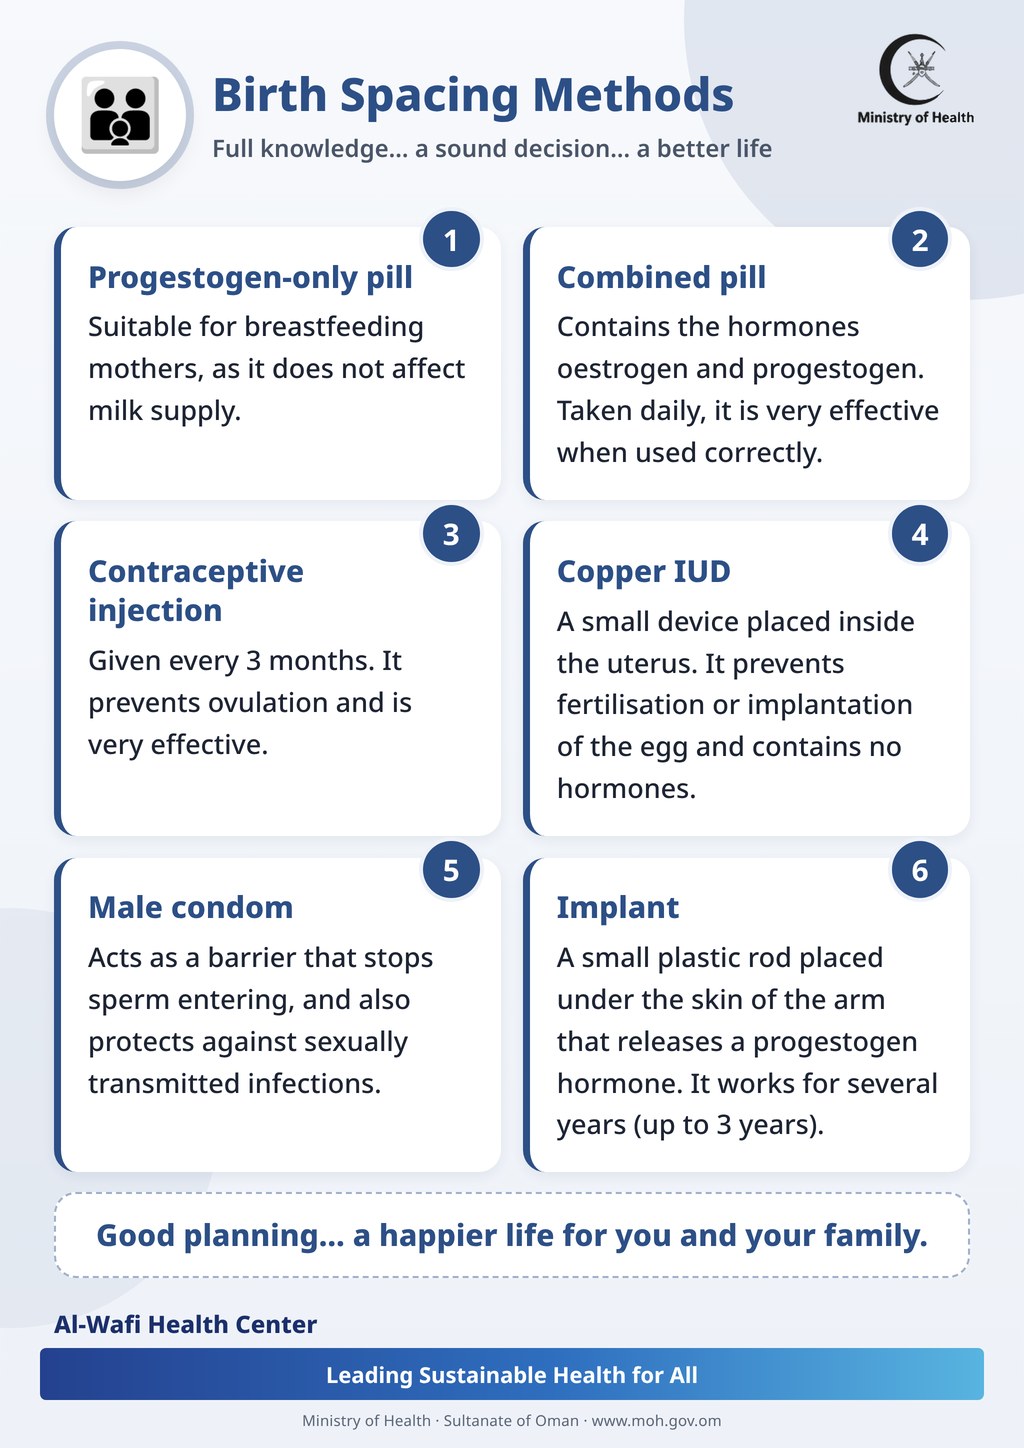 Birth Spacing Methods
Full knowledge... a sound decision... a better life
Ministry of Health
1
Progestogen-only pill
Suitable for breastfeeding
mothers, as it does not affect
milk supply.
2
Combined pill
Contains the hormones
oestrogen and progestogen.
Taken daily, it is very effective
when used correctly.
3
Contraceptive
injection
Given every 3 months. It
prevents ovulation and is
very effective.
4
Copper IUD
A small device placed inside
the uterus. It prevents
fertilisation or implantation
of the egg and contains no
hormones.
5
Male condom
Acts as a barrier that stops
sperm entering, and also
protects against sexually
transmitted infections.
6
Implant
A small plastic rod placed
under the skin of the arm
that releases a progestogen
hormone. It works for several
years (up to 3 years).
Good planning... a happier life for you and your family.
Al-Wafi Health Center
Leading Sustainable Health for All
Ministry of Health · Sultanate of Oman · www.moh.gov.om